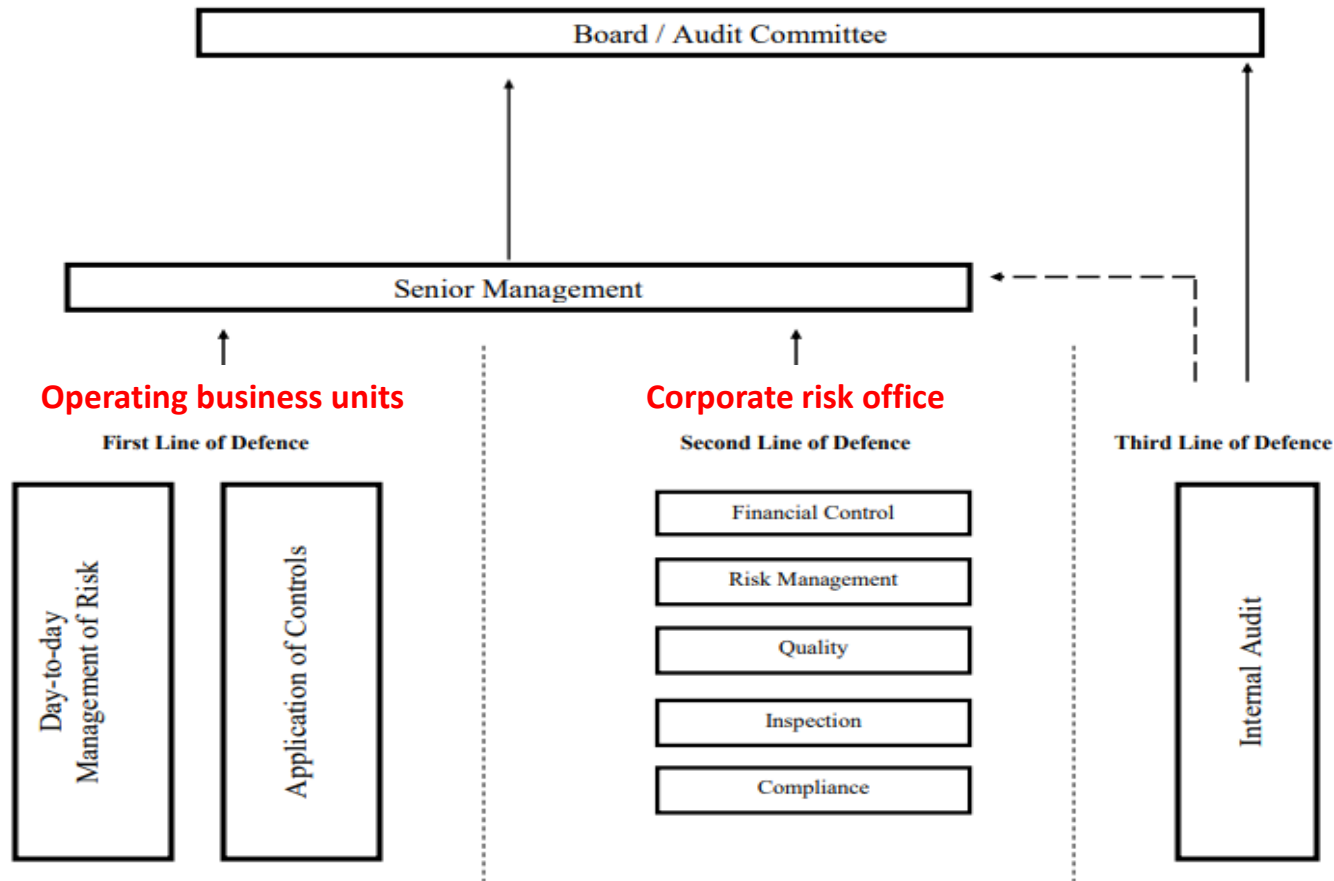 Board / Audit Committee
Senior Management
Operating business units
Corporate risk office
First Line of Defence
Second Line of Defence
Third Line of Defence
Day-to-day
Management of Risk
Application of Controls
Financial Control
Risk Management
Quality
Inspection
Compliance
Internal Audit